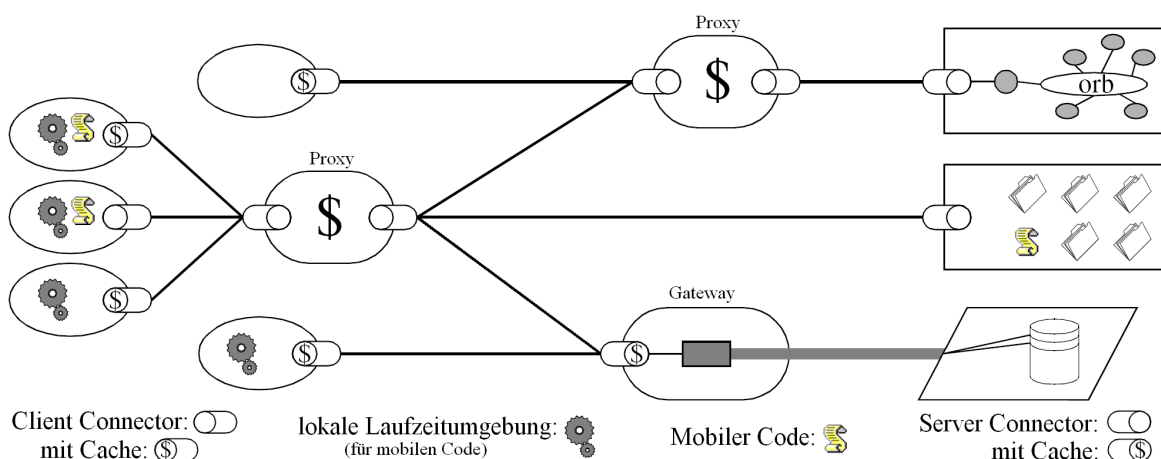 Proxy
$
$
orb
$
Proxy
$
$
Gateway
$
$
Client Connector:
mit Cache: $
lokale Laufzeitumgebung:
(für mobilen Code)
Mobiler Code:
Server Connector:
mit Cache: $